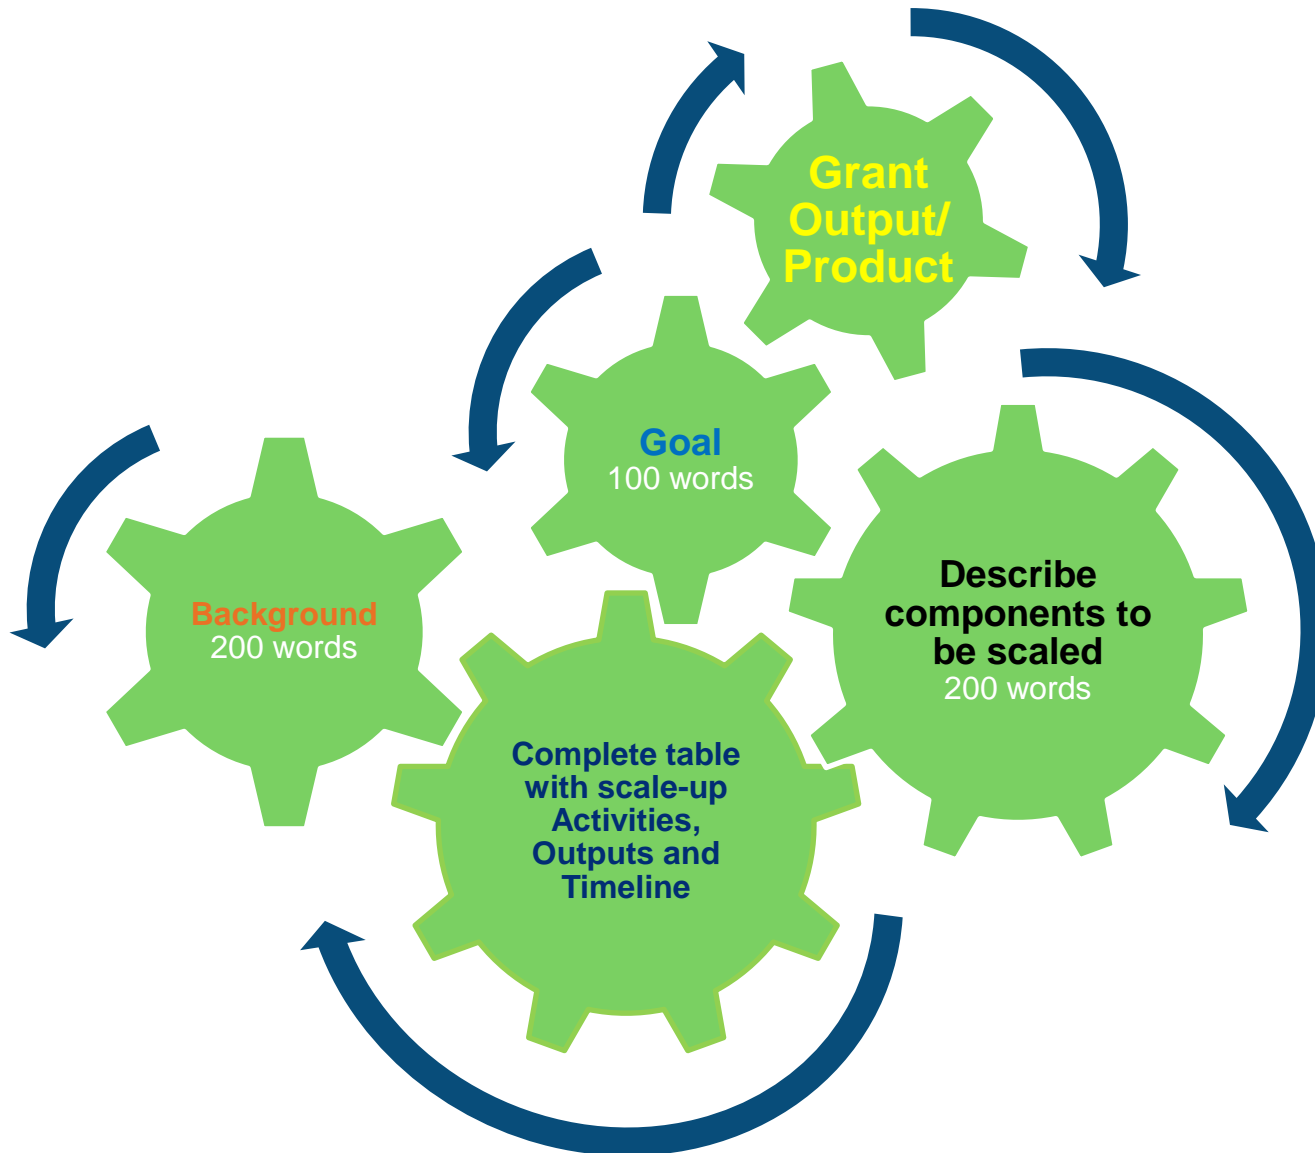 Grant
Output/
Product
Goal
100 words
Background
200 words
Describe
components to
be scaled
200 words
Complete table
with scale-up
Activities,
Outputs and
Timeline